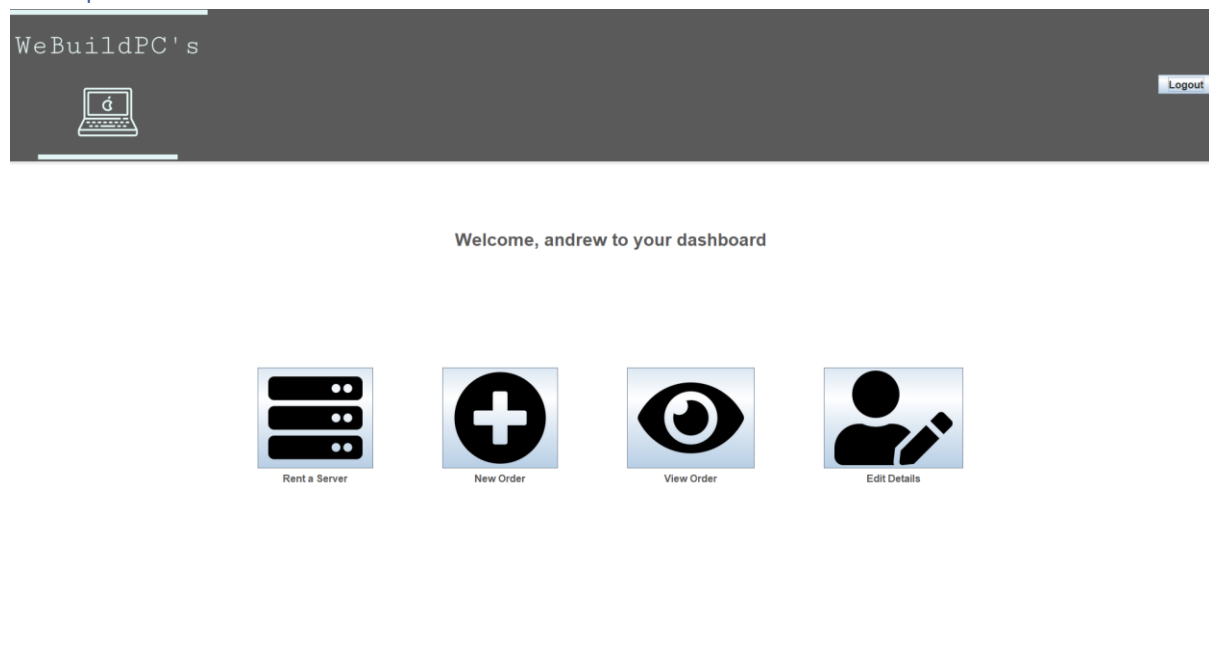 WeBuildPC's
Logout
Welcome, andrew to your dashboard
Rent a Server
New Order
View Order
Edit Details